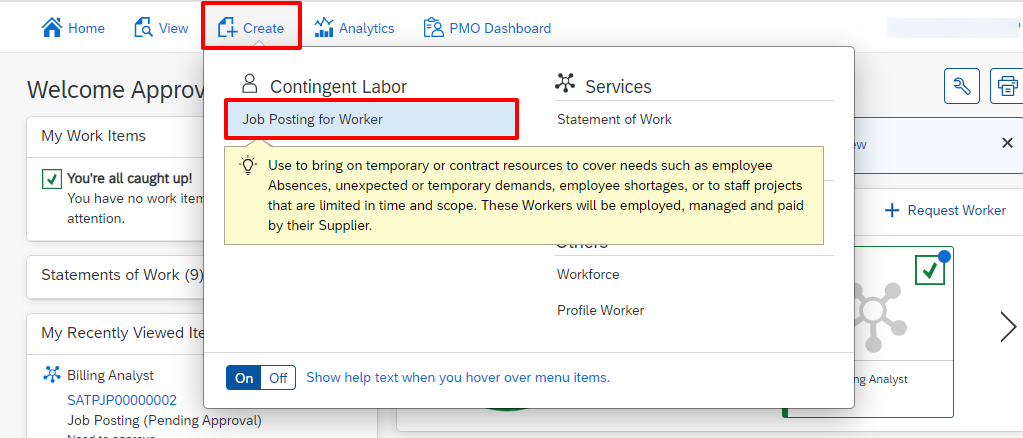 Home View Create Analytics PMO Dashboard
Welcome Approv
Contingent Labor
Services
Job Posting for Worker
Statement of Work
Use to bring on temporary or contract resources to cover needs such as employee
Absences, unexpected or temporary demands, employee shortages, or to staff projects
that are limited in time and scope. These Workers will be employed, managed and paid
by their Supplier.
Others
Workforce
Profile Worker
On Off Show help text when you hover over menu items.
My Work Items
You're all caught up!
You have no work item
attention.
Statements of Work (9)
My Recently Viewed Ite
Billing Analyst
SATPJP00000002
Job Posting (Pending Approval)
Need to approve
ew
Request Worker
ng Analyst